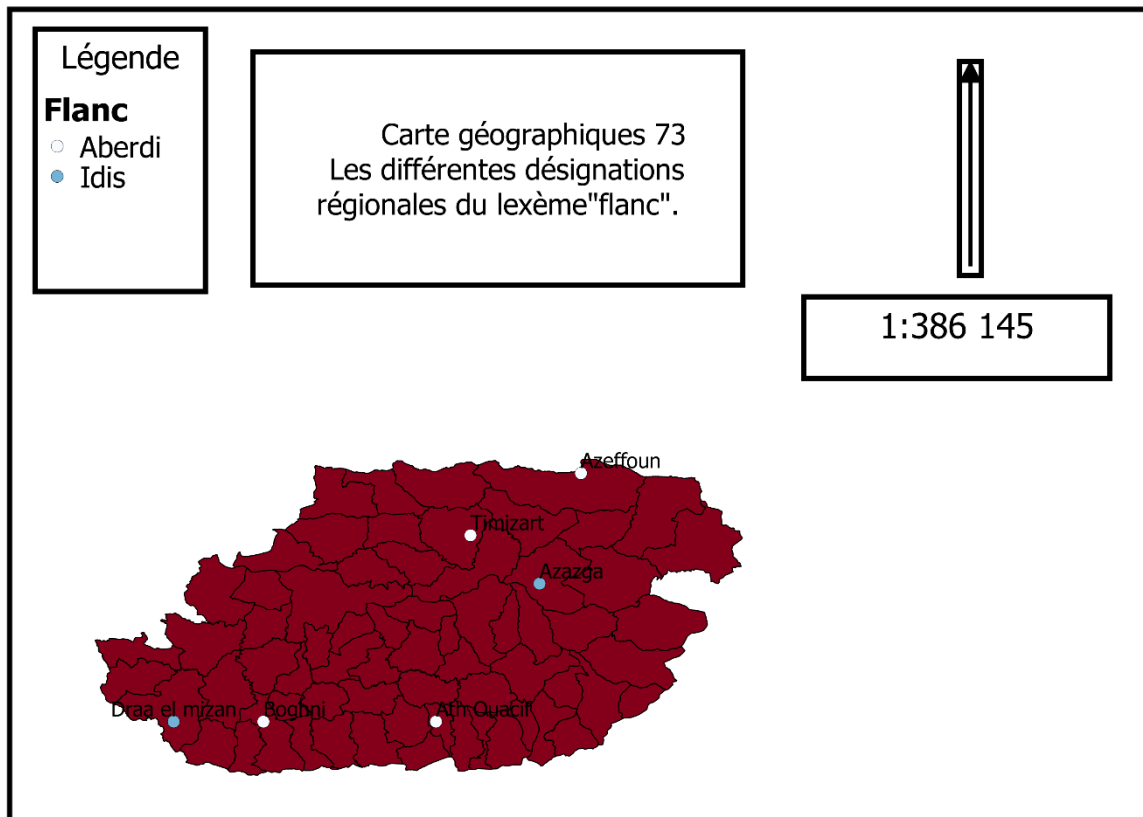 Légende
Flanc
Aberdi
Idis
Carte géographiques 73
Les différentes désignations
régionales du lexème"flanc".
1:386 145
Azeffoun
Timizart
Azazga
Draa el mizan
Boghni
Ath Ouacif